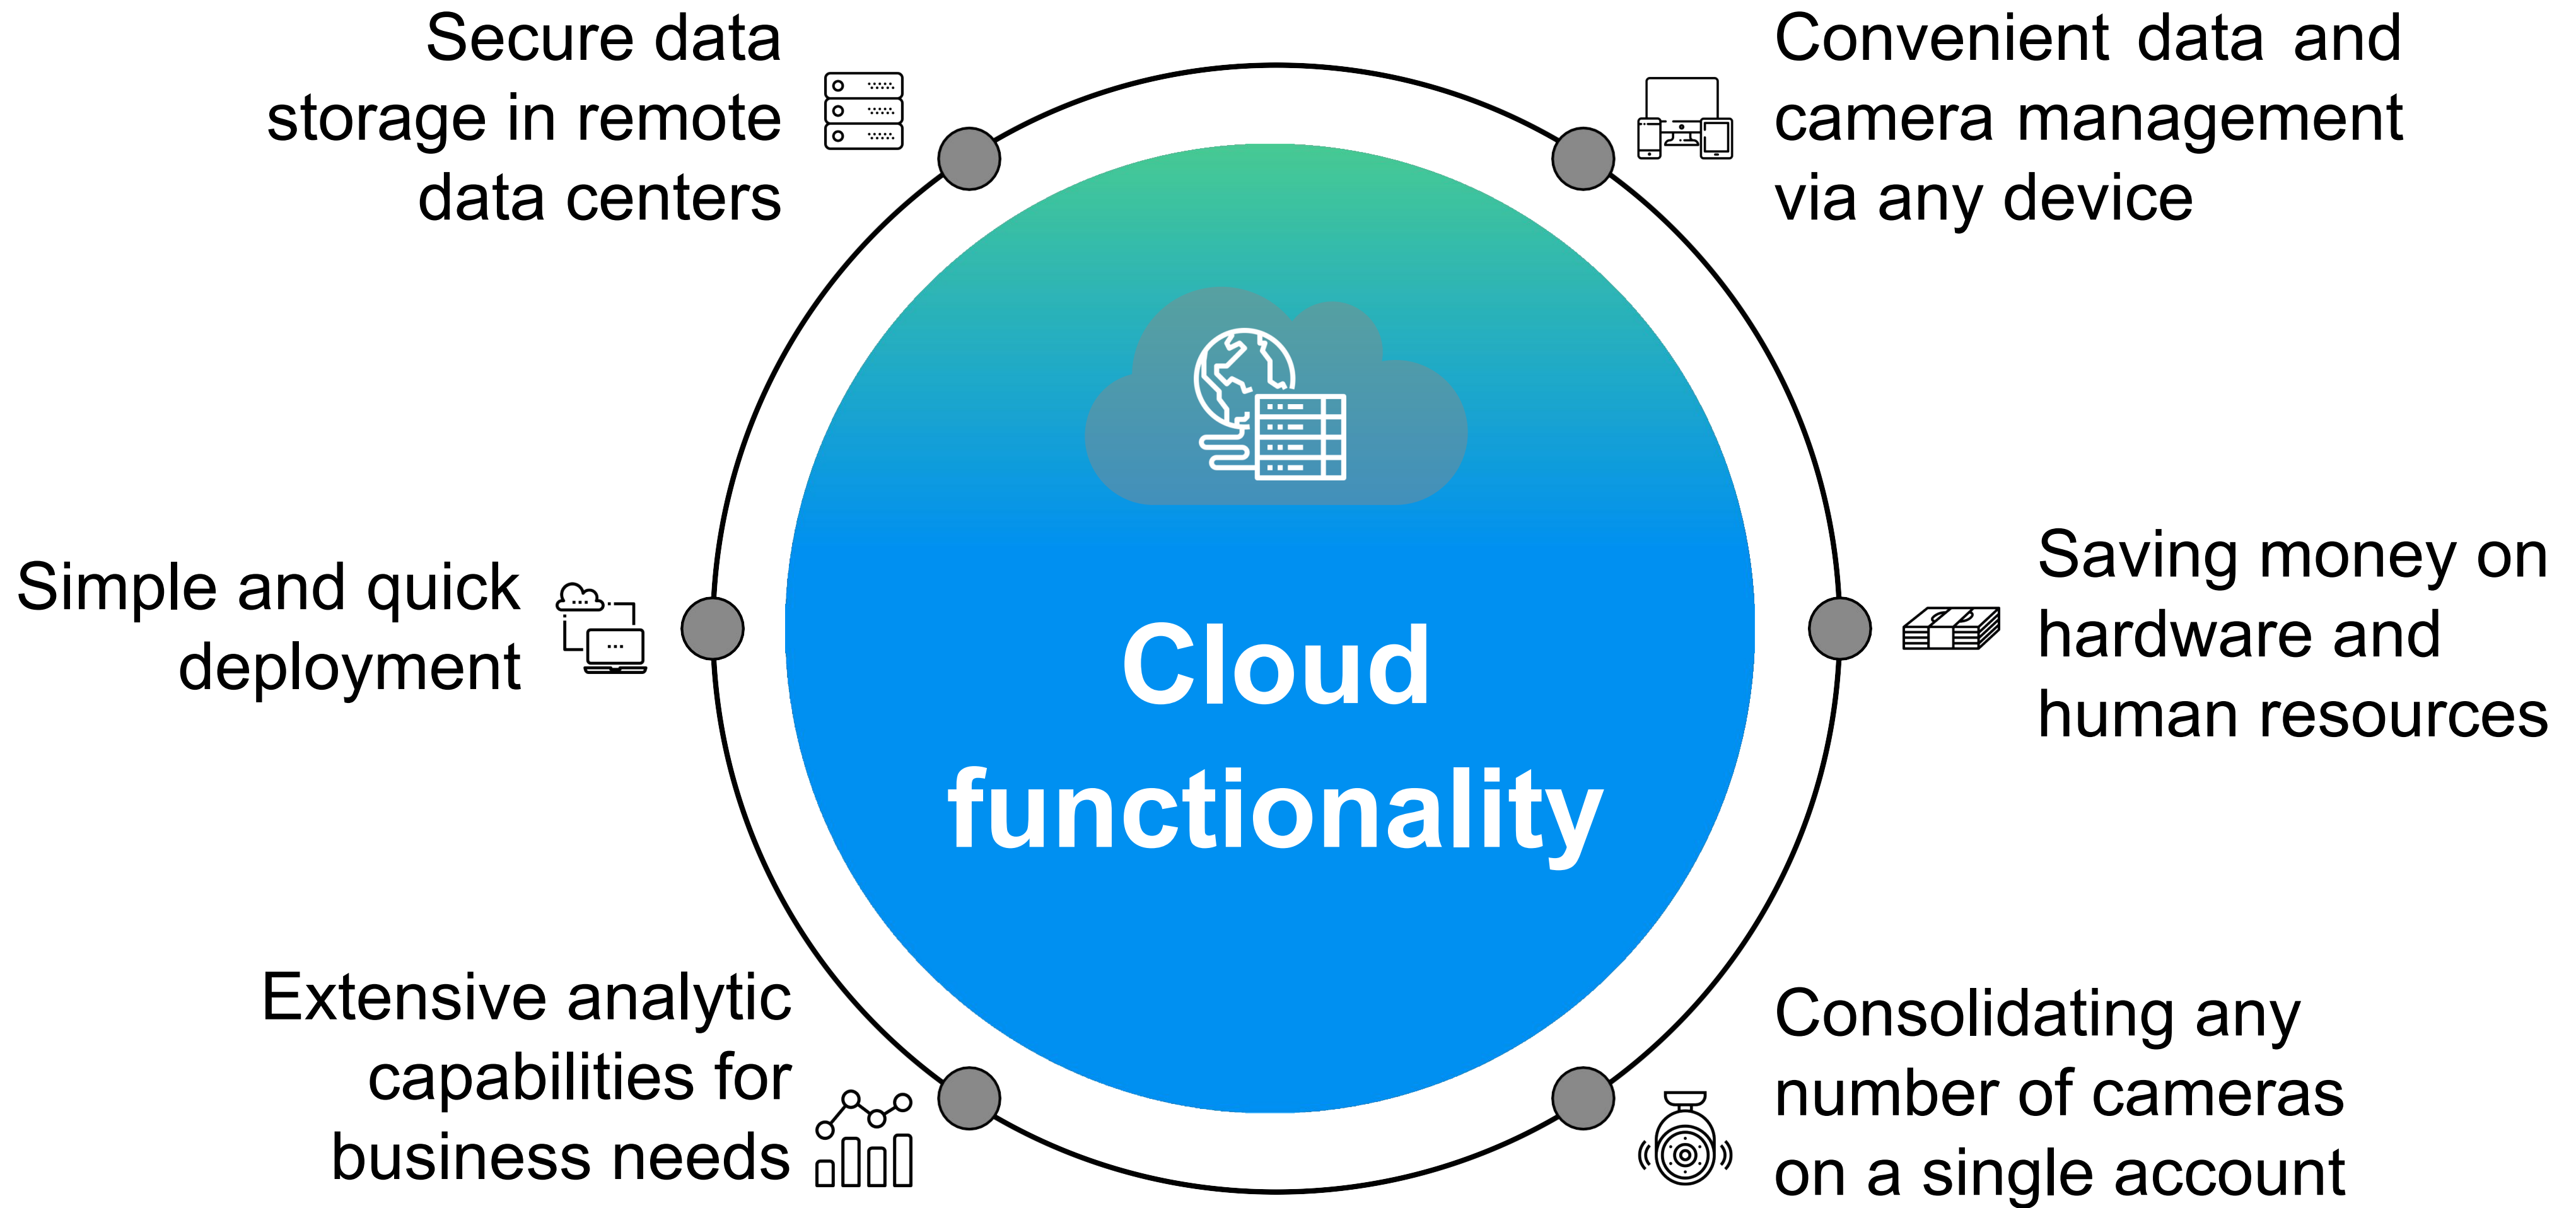 Secure data
storage in remote
data centers
Convenient data and
camera management
via any device
Simple and quick
deployment
Cloud
functionality
Saving money on
hardware and
human resources
Extensive analytic
capabilities for
business needs
Consolidating any
number of cameras
on a single account